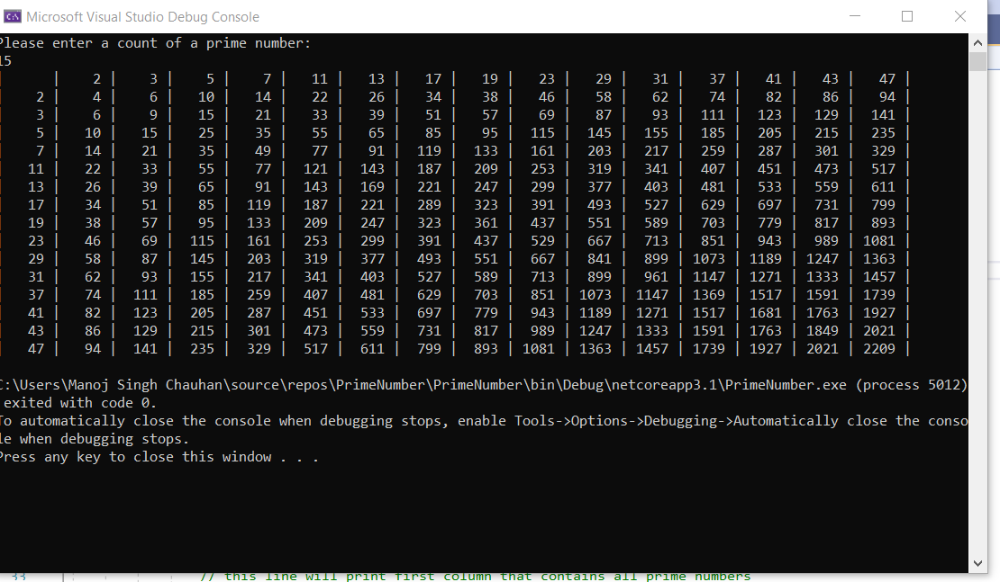 C:\ Microsoft Visual Studio Debug Console
Please enter a count of a prime number:
15
| | 2 | 3 | 5 | 7 | 11 | 13 | 17 | 19 | 23 | 29 | 31 | 37 | 41 | 43 | 47 |
| 2 | 4 | 6 | 10 | 14 | 22 | 26 | 34 | 38 | 46 | 58 | 62 | 74 | 82 | 86 | 94 |
| 3 | 6 | 9 | 15 | 21 | 33 | 39 | 51 | 57 | 69 | 87 | 93 | 111 | 123 | 129 | 141 |
| 5 | 10 | 15 | 25 | 35 | 55 | 65 | 85 | 95 | 115 | 145 | 155 | 185 | 205 | 215 | 235 |
| 7 | 14 | 21 | 35 | 49 | 77 | 91 | 119 | 133 | 161 | 203 | 217 | 259 | 287 | 301 | 329 |
| 11 | 22 | 33 | 55 | 77 | 121 | 143 | 187 | 209 | 253 | 319 | 341 | 407 | 451 | 473 | 517 |
| 13 | 26 | 39 | 65 | 91 | 143 | 169 | 221 | 247 | 299 | 377 | 403 | 481 | 533 | 559 | 611 |
| 17 | 34 | 51 | 85 | 119 | 187 | 221 | 289 | 323 | 391 | 493 | 527 | 629 | 697 | 731 | 799 |
| 19 | 38 | 57 | 95 | 133 | 209 | 247 | 323 | 361 | 437 | 551 | 589 | 703 | 779 | 817 | 893 |
| 23 | 46 | 69 | 115 | 161 | 253 | 299 | 391 | 437 | 529 | 667 | 713 | 851 | 943 | 989 | 1081 |
| 29 | 58 | 87 | 145 | 203 | 319 | 377 | 493 | 551 | 667 | 841 | 899 | 1073 | 1189 | 1247 | 1363 |
| 31 | 62 | 93 | 155 | 217 | 341 | 403 | 527 | 589 | 713 | 899 | 961 | 1147 | 1271 | 1333 | 1457 |
| 37 | 74 | 111 | 185 | 259 | 407 | 481 | 629 | 703 | 851 | 1073 | 1147 | 1369 | 1517 | 1591 | 1739 |
| 41 | 82 | 123 | 205 | 287 | 451 | 533 | 697 | 779 | 943 | 1189 | 1271 | 1517 | 1681 | 1763 | 1927 |
| 43 | 86 | 129 | 215 | 301 | 473 | 559 | 731 | 817 | 989 | 1247 | 1333 | 1591 | 1763 | 1849 | 2021 |
| 47 | 94 | 141 | 235 | 329 | 517 | 611 | 799 | 893 | 1081 | 1363 | 1457 | 1739 | 1927 | 2021 | 2209 |
C:\Users\Manoj Singh Chauhan\source\repos\PrimeNumber\PrimeNumber\bin\Debug\netcoreapp3.1\PrimeNumber.exe (process 5012)
exited with code 0.
To automatically close the console when debugging stops, enable Tools->Options->Debugging->Automatically close the conso
le when debugging stops.
Press any key to close this window . . .
33 // this line will print first column that contains all prime numbers